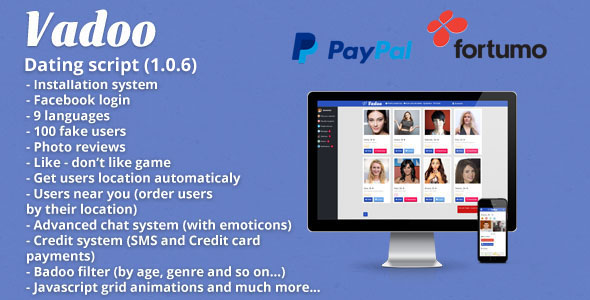 Vadoo
Dating script (1.0.6)
- Installation system
- Facebook login
- 9 languages
- 100 fake users
- Photo reviews
- Like - don't like game
- Get users location automaticaly
- Users near you (order users
by their location)
- Advanced chat system (with emoticons)
- Credit system (SMS and Credit card
payments)
- Badoo filter (by age, genre and so on...)
- Javascript grid animations and much more...
PayPal
fortumo
Vadoo